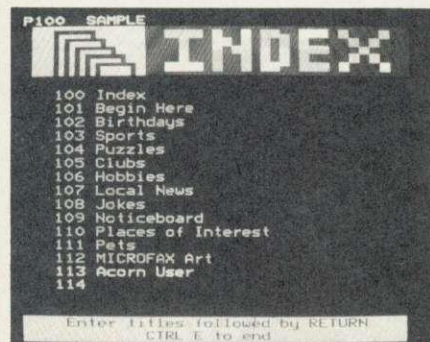 P100 SAMPLE
INDEX
100 Index
101 Begin Here
102 Birthdays
103 Sports
104 Puzzles
105 Clubs
106 Hobbies
107 Local News
108 Jokes
109 Noticeboard
110 Places of Interest
111 Pets
112 MICROFAX Art
113 Acorn User
114
Enter titles followed by RETURN
CTRL E to end